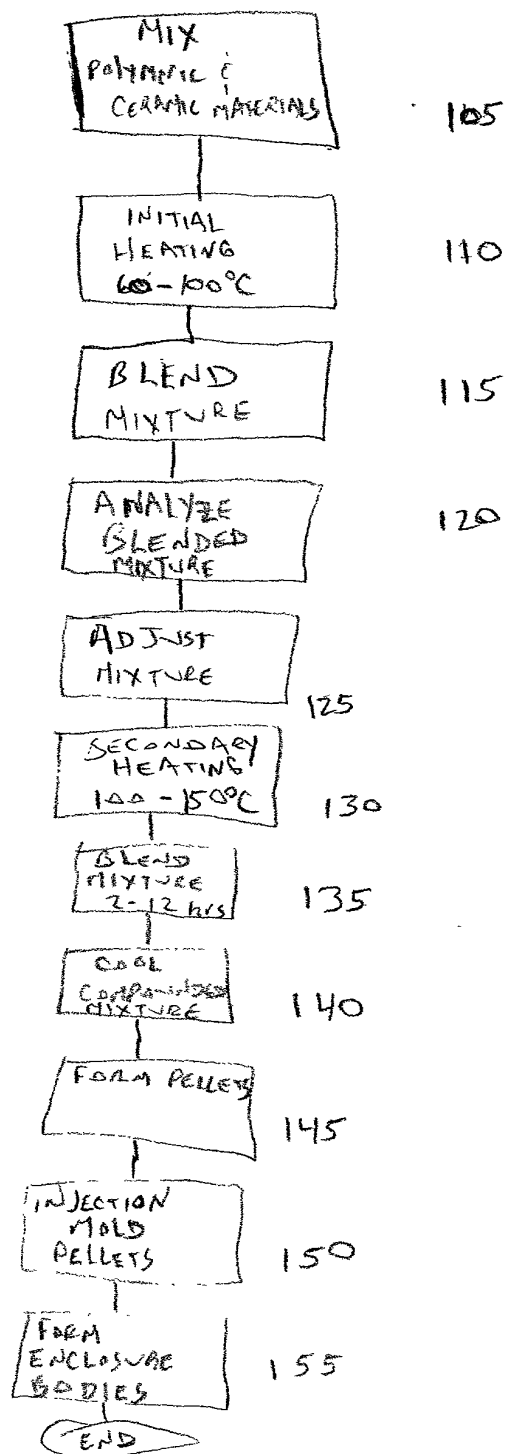 MIX
POLYMERIC &
CERAMIC MATERIALS
105
INITIAL
HEATING
60-100°C
110
BLEND
MIXTURE
115
ANALYZE
BLENDED
MIXTURE
120
ADJUST
MIXTURE
125
SECONDARY
HEATING
100-150°C
130
BLEND
MIXTURE
2-12 hrs
135
COOL
COMPOUNDED
MIXTURE
140
FORM PELLETS
145
INJECTION
MOLD
PELLETS
150
FORM
ENCLOSURE
BODIES
155
END